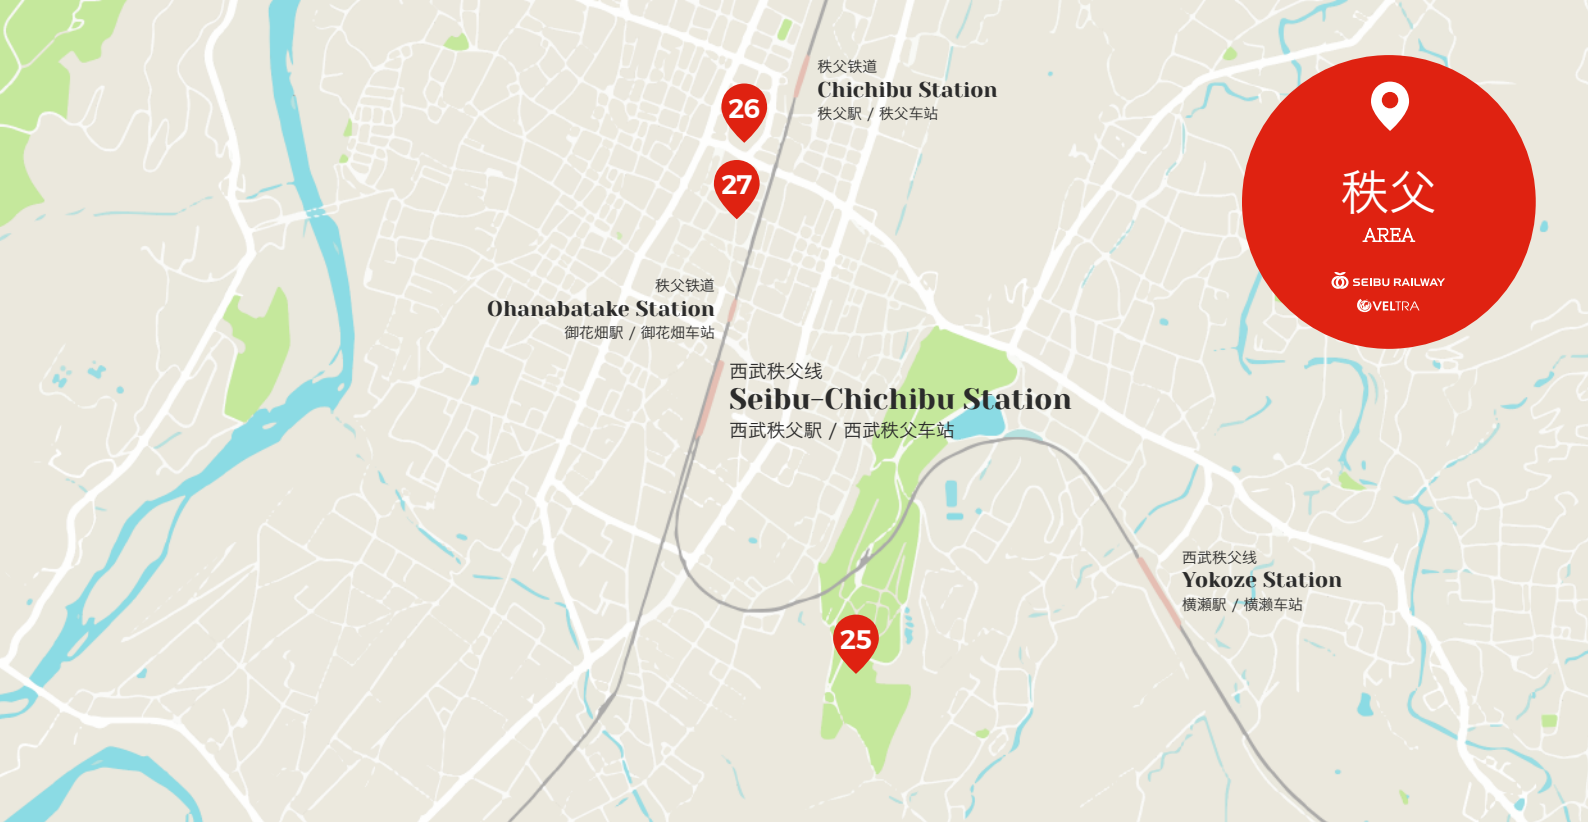 秩父铁道
Chichibu Station
秩父駅 / 秩父车站
26
27
秩父
AREA
SEIBU RAILWAY
VELTRA
秩父铁道
Ohanabatake Station
御花畑駅 / 御花畑车站
西武秩父线
Seibu-Chichibu Station
西武秩父駅 / 西武秩父车站
西武秩父线
Yokoze Station
横瀬駅 / 横濑车站
25